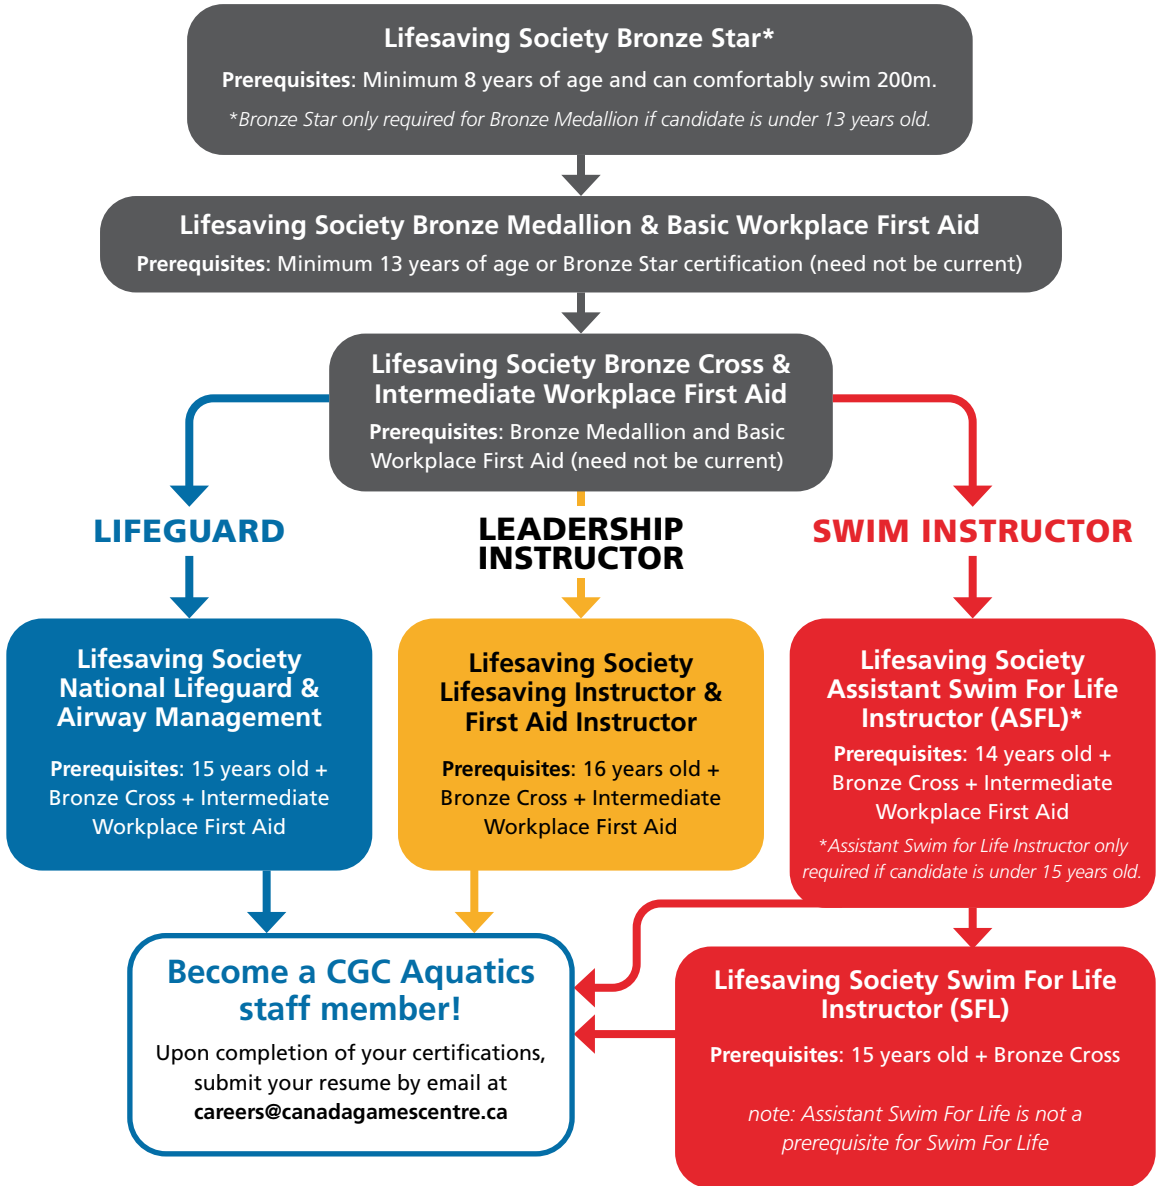 Lifesaving Society Bronze Star*
Prerequisites: Minimum 8 years of age and can comfortably swim 200m.
*Bronze Star only required for Bronze Medallion if candidate is under 13 years old.
Lifesaving Society Bronze Medallion & Basic Workplace First Aid
Prerequisites: Minimum 13 years of age or Bronze Star certification (need not be current)
Lifesaving Society Bronze Cross &
Intermediate Workplace First Aid
Prerequisites: Bronze Medallion and Basic
Workplace First Aid (need not be current)
LIFEGUARD
Lifesaving Society
National Lifeguard &
Airway Management
Prerequisites: 15 years old +
Bronze Cross + Intermediate
Workplace First Aid
LEADERSHIP
INSTRUCTOR
Lifesaving Society
Lifesaving Instructor &
First Aid Instructor
Prerequisites: 16 years old +
Bronze Cross + Intermediate
Workplace First Aid
SWIM INSTRUCTOR
Lifesaving Society
Assistant Swim For Life
Instructor (ASFL)*
Prerequisites: 14 years old +
Bronze Cross + Intermediate
Workplace First Aid
*Assistant Swim for Life Instructor only
required if candidate is under 15 years old.
Lifesaving Society Swim For Life
Instructor (SFL)
Prerequisites: 15 years old + Bronze Cross
note: Assistant Swim For Life is not a
prerequisite for Swim For Life
Become a CGC Aquatics
staff member!
Upon completion of your certifications,
submit your resume by email at
careers@canadagamescentre.ca